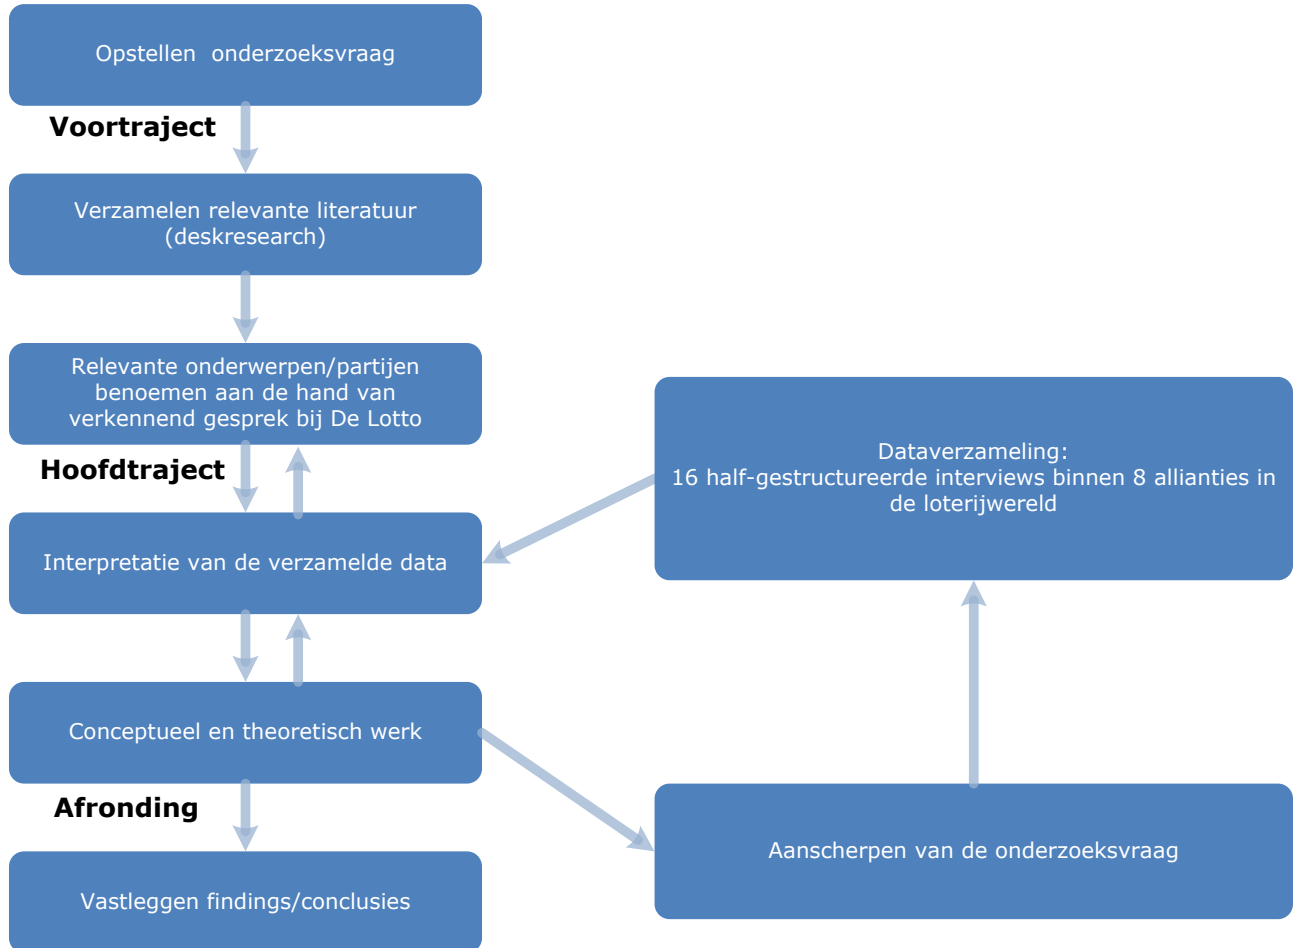 Opstellen  onderzoeksvraag
Voortraject
Verzamelen relevante literatuur
(deskresearch)
Relevante onderwerpen/partijen
benoemen aan de hand van
verkennend gesprek bij De Lotto
Hoofdtraject
Dataverzameling:
16 half-gestructureerde interviews binnen 8 allianties in
de loterijwereld
Interpretatie van de verzamelde data
Conceptueel en theoretisch werk
Afronding
Aanscherpen van de onderzoeksvraag
Vastleggen findings/conclusies